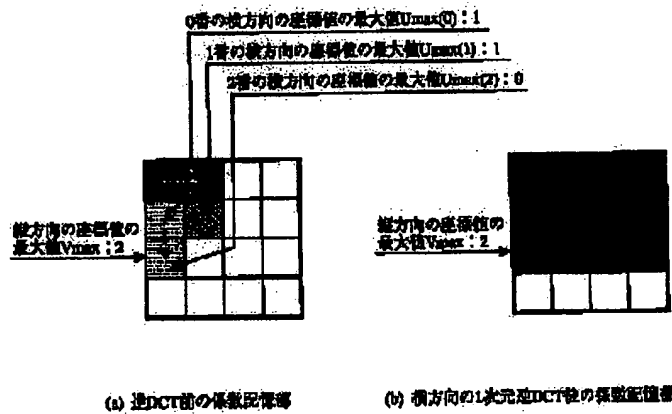 0番の横方向の座標値の最大値Umax(0)：1
1番の横方向の座標値の最大値Umax(1)：1
2番の横方向の座標値の最大値Umax(2)：0
縦方向の座標値の
最大値Vmax：2
縦方向の座標値の
最大値Vmax：2
(a) 逆DCT前の係数記憶部
(b) 横方向の1次元逆DCT後の係数記憶部